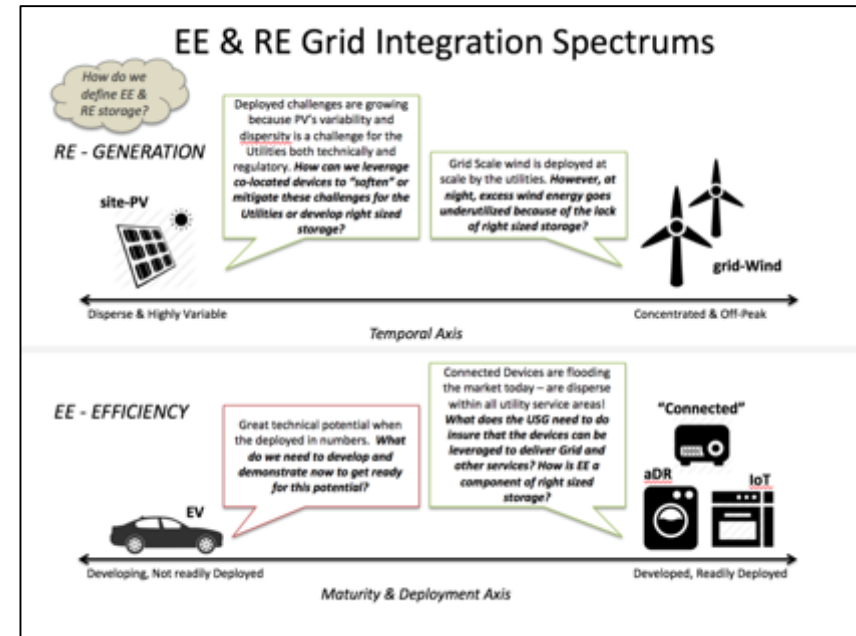 EE & RE Grid Integration Spectrums
How do we
define EE &
RE storage?
RE - GENERATION
site-PV
Deployed challenges are growing
because PV's variability and
dispersity is a challenge for the
Utilities both technically and
regulatory. How can we leverage
co-located devices to "soften" or
mitigate these challenges for the
Utilities or develop right sized
storage?
Grid Scale wind is deployed at
scale by the utilities. However, at
night, excess wind energy goes
underutilized because of the lack
of right sized storage?
grid-Wind
Disperse & Highly Variable
Concentrated & Off-Peak
Temporal Axis
EE - EFFICIENCY
EV
Great technical potential when
the deployed in numbers. What
do we need to develop and
demonstrate now to get ready
for this potential?
Connected Devices are flooding
the market today – are disperse
within all utility service areas!
What does the USG need to do
insure that the devices can be
leveraged to deliver Grid and
other services? How is EE a
component of right sized
storage?
"Connected"
aDR
IoT
Developing, Not readily Deployed
Developed, Readily Deployed
Maturity & Deployment Axis